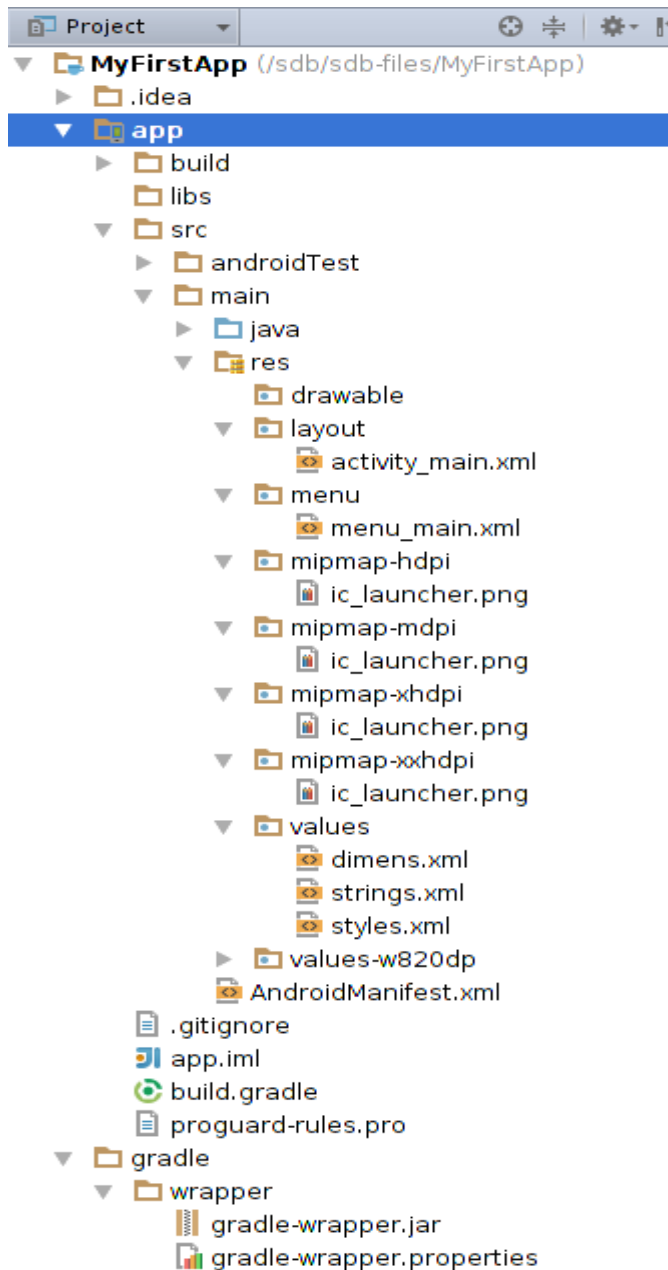 Project
MyFirstApp (/sdb/sdb-files/MyFirstApp)
.idea
app
build
libs
src
androidTest
main
java
res
drawable
layout
activity_main.xml
menu
menu_main.xml
mipmap-hdpi
ic_launcher.png
mipmap-mdpi
ic_launcher.png
mipmap-xhdpi
ic_launcher.png
mipmap-xxhdpi
ic_launcher.png
values
dimens.xml
strings.xml
styles.xml
values-w820dp
AndroidManifest.xml
.gitignore
app.iml
build.gradle
proguard-rules.pro
gradle
wrapper
gradle-wrapper.jar
gradle-wrapper.properties